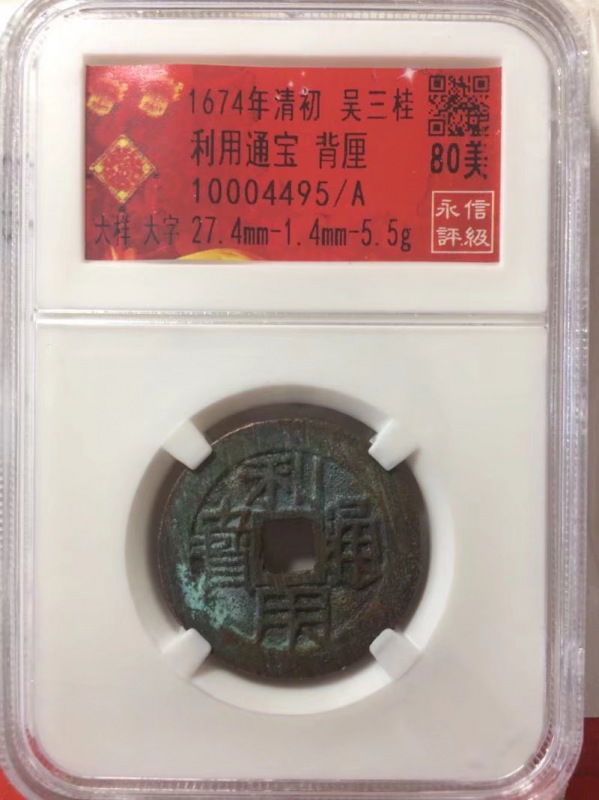 1674年清初 吴三桂
利用通宝 背厘
10004495/A
大样 大字 27.4mm-1.4mm-5.5g
80美
永信
評級
利用通寶